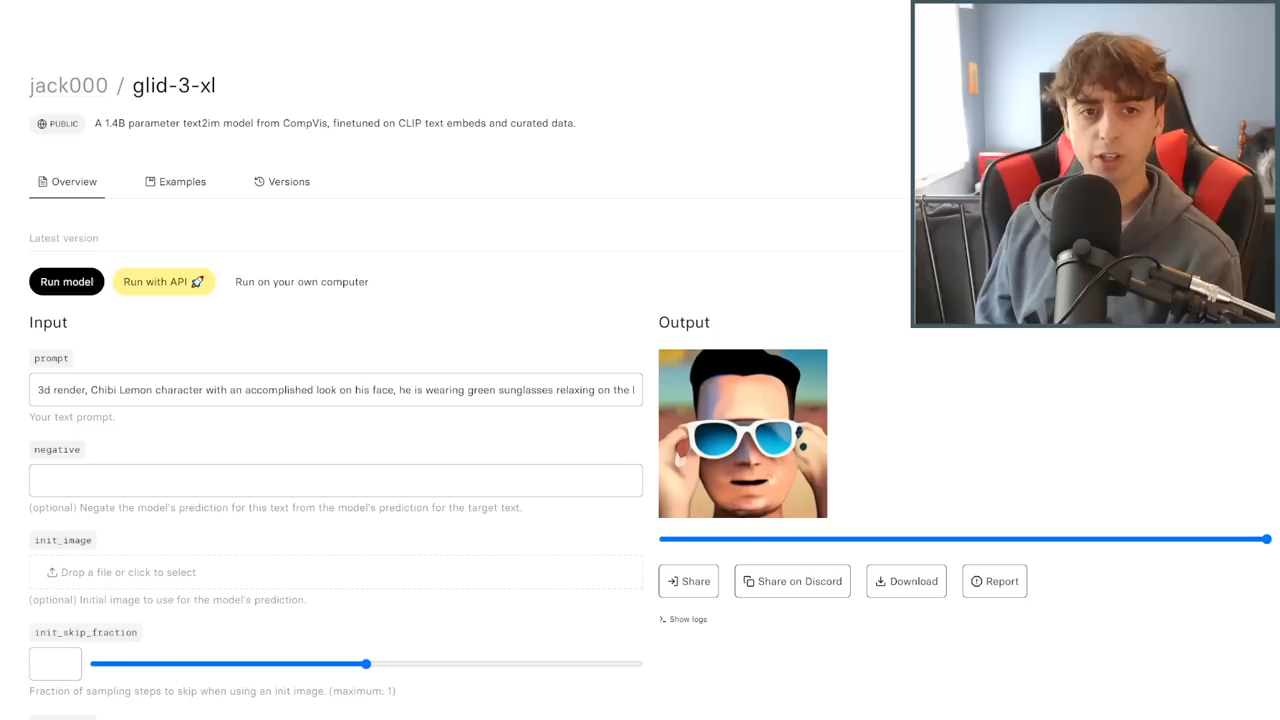 jack000 / glid-3-xl
PUBLIC A 1.4B parameter text2im model from CompVis, finetuned on CLIP text embeds and curated data.
Overview Examples Versions
Latest version
Run model Run with API 🚀 Run on your own computer
Input
prompt
3d render, Chibi Lemon character with an accomplished look on his face, he is wearing green sunglasses relaxing on the
Your text prompt.
negative
(optional) Negate the model's prediction for this text from the model's prediction for the target text.
init_image
Drop a file or click to select
(optional) Initial image to use for the model's prediction.
init_skip_fraction
Fraction of sampling steps to skip when using an init image. (maximum: 1)
Output
Share Share on Discord Download Report
Show logs